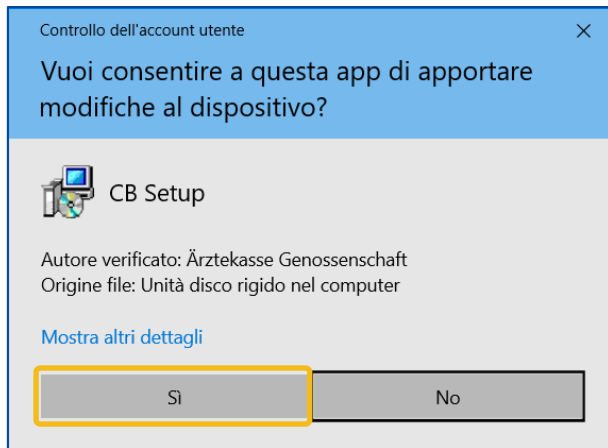 Controllo dell'account utente
Vuoi consentire a questa app di apportare
modifiche al dispositivo?
CB Setup
Autore verificato: Ärztekasse Genossenschaft
Origine file: Unità disco rigido nel computer
Mostra altri dettagli
Sì
No